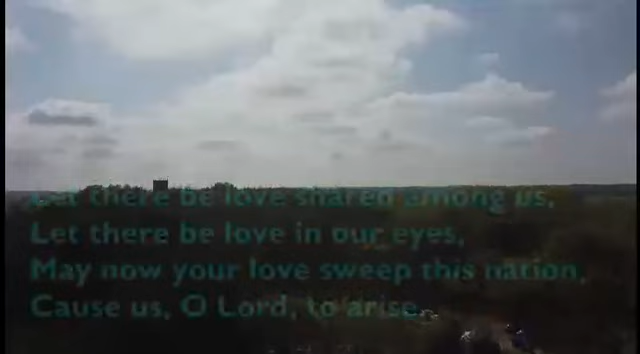 Let there be love shared among us,
Let there be love in our eyes,
May now your love sweep this nation,
Cause us, O Lord, to arise.